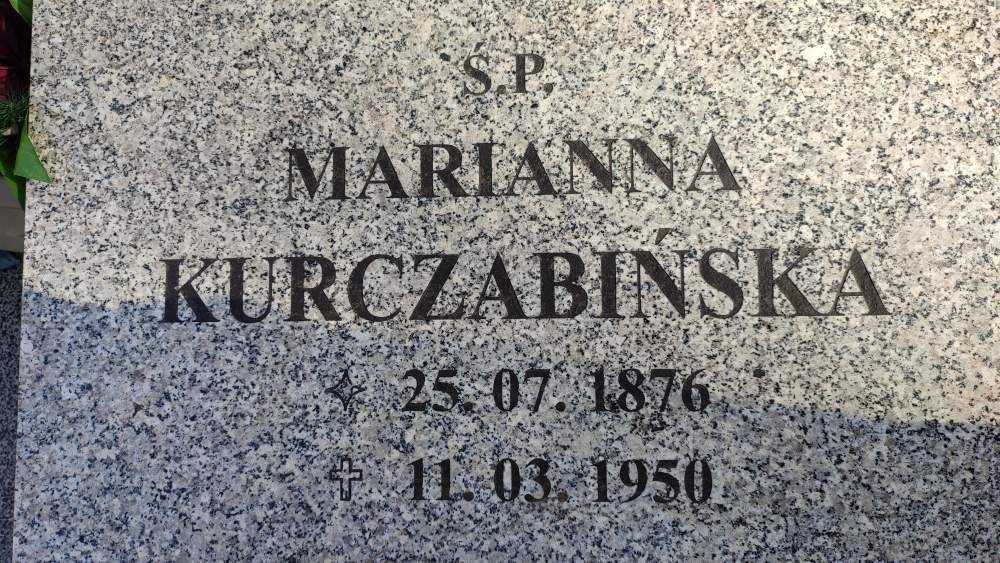 Ś.P.
MARIANNA
KURCZABIŃSKA
25. 07. 1876
11. 03. 1950